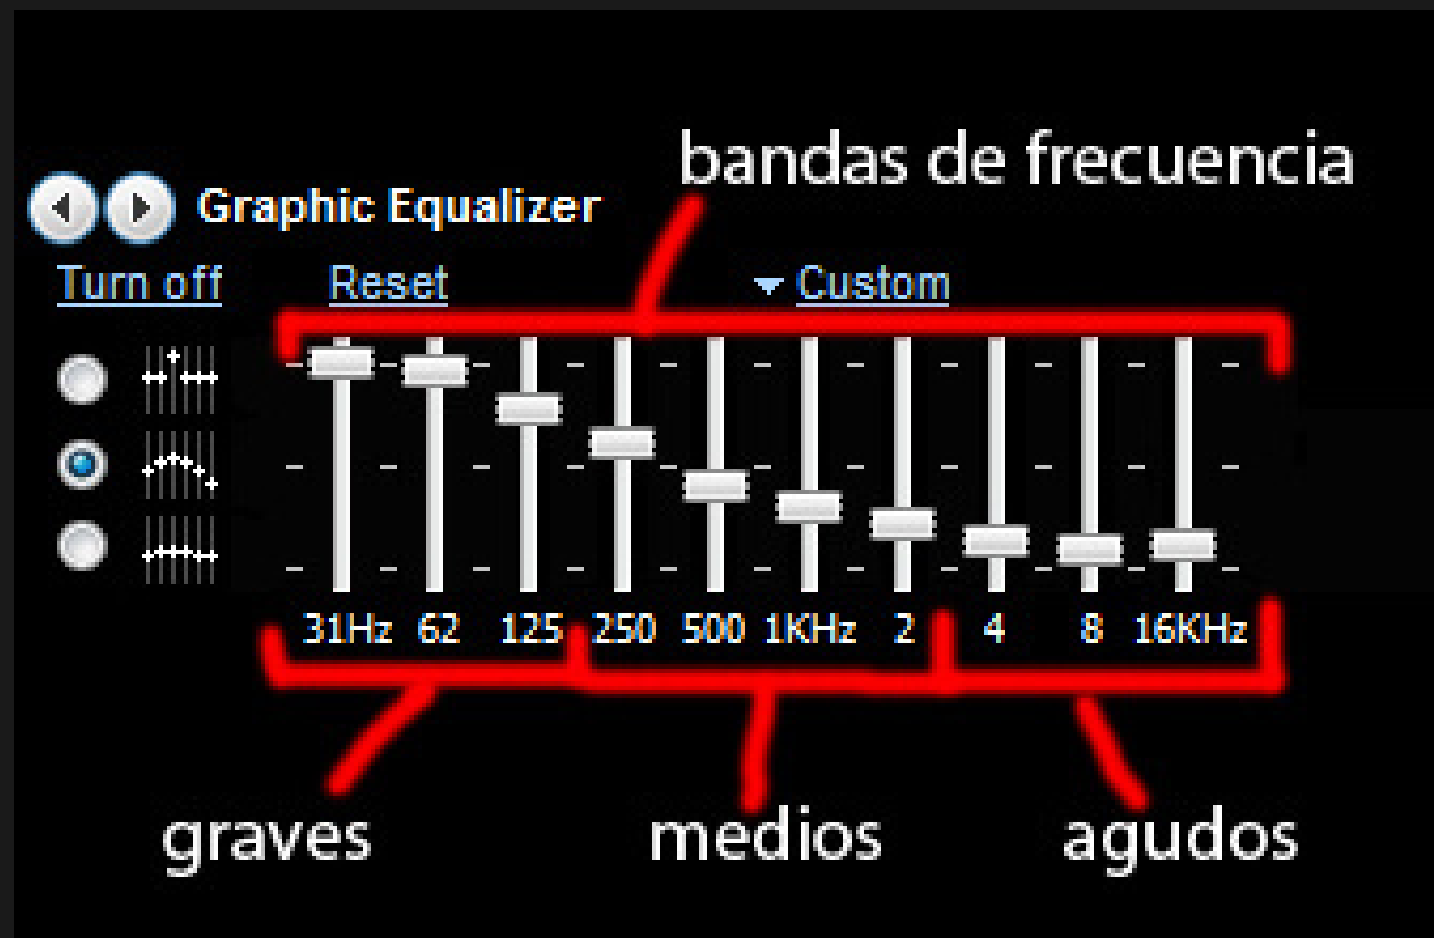 bandas de frecuencia
Graphic Equalizer
Turn off Reset Custom
31Hz 62 125 250 500 1KHz 2 4 8 16KHz
graves medios agudos